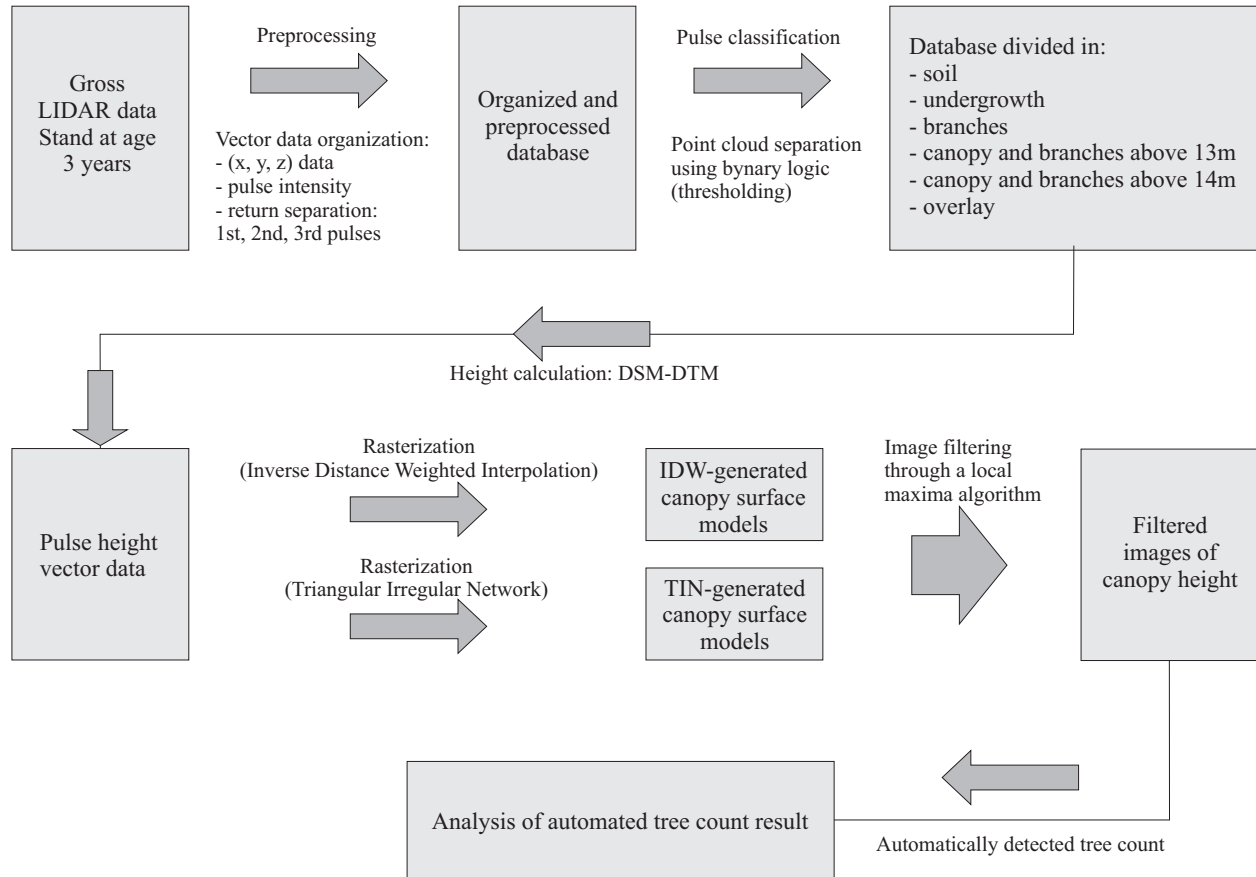 Gross
LIDAR data
Stand at age
3 years
Preprocessing
Vector data organization:
- (x, y, z) data
- pulse intensity
- return separation:
1st, 2nd, 3rd pulses
Organized and
preprocessed
database
Pulse classification
Point cloud separation
using bynary logic
(thresholding)
Database divided in:
- soil
- undergrowth
- branches
- canopy and branches above 13m
- canopy and branches above 14m
- overlay
Height calculation: DSM-DTM
Pulse height
vector data
Rasterization
(Inverse Distance Weighted Interpolation)
Rasterization
(Triangular Irregular Network)
IDW-generated
canopy surface
models
TIN-generated
canopy surface
models
Image filtering
through a local
maxima algorithm
Filtered
images of
canopy height
Automatically detected tree count
Analysis of automated tree count result